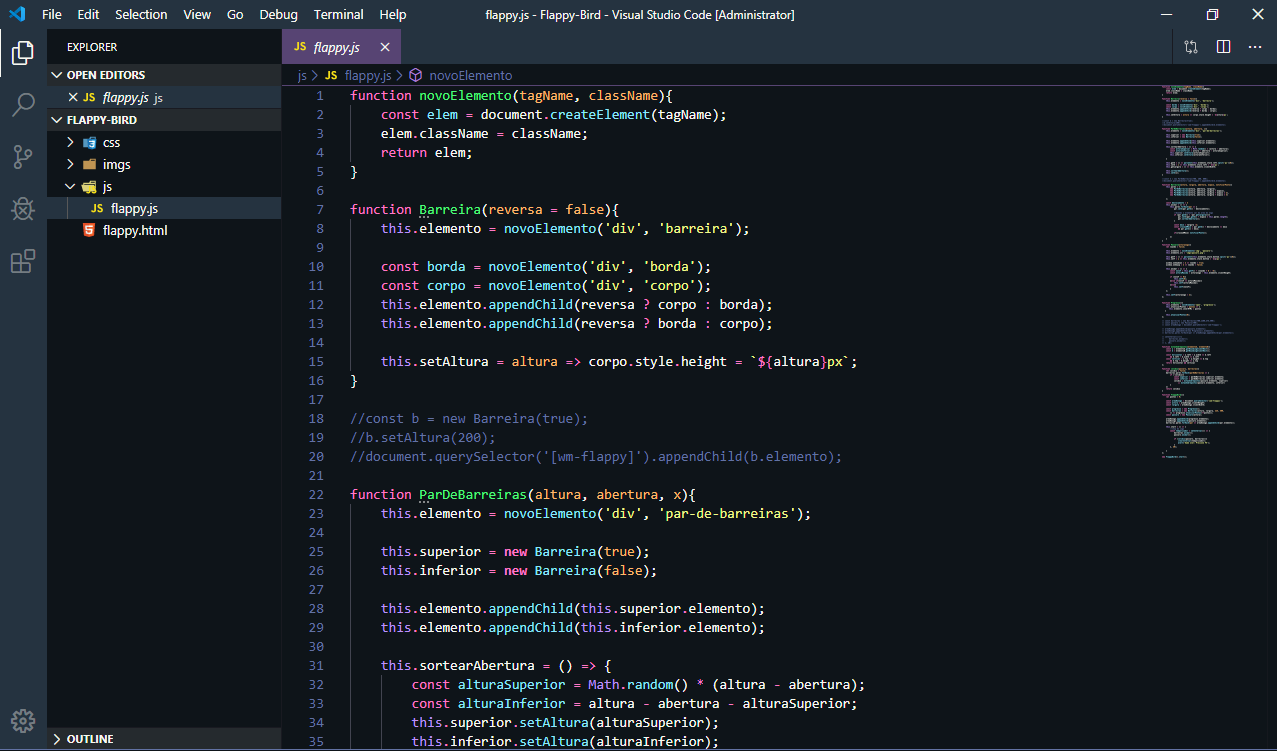 File Edit Selection View Go Debug Terminal Help flappy.js - Flappy-Bird - Visual Studio Code [Administrator]
EXPLORER
OPEN EDITORS
JS flappy.js js
FLAPPY-BIRD
css
imgs
js
JS flappy.js
5 flappy.html
OUTLINE
JS flappy.js
js > JS flappy.js > novoElemento
1 function novoElemento(tagName, className){
2     const elem = document.createElement(tagName);
3     elem.className = className;
4     return elem;
5 }
6
7 function Barreira(reversa = false){
8     this.elemento = novoElemento('div', 'barreira');
9
10     const borda = novoElemento('div', 'borda');
11     const corpo = novoElemento('div', 'corpo');
12     this.elemento.appendChild(reversa ? corpo : borda);
13     this.elemento.appendChild(reversa ? borda : corpo);
14
15     this.setAltura = altura => corpo.style.height = `${altura}px`;
16 }
17
18 //const b = new Barreira(true);
19 //b.setAltura(200);
20 //document.querySelector('[wm-flappy]').appendChild(b.elemento);
21
22 function ParDeBarreiras(altura, abertura, x){
23     this.elemento = novoElemento('div', 'par-de-barreiras');
24
25     this.superior = new Barreira(true);
26     this.inferior = new Barreira(false);
27
28     this.elemento.appendChild(this.superior.elemento);
29     this.elemento.appendChild(this.inferior.elemento);
30
31     this.sortearAbertura = () => {
32         const alturaSuperior = Math.random() * (altura - abertura);
33         const alturaInferior = altura - abertura - alturaSuperior;
34         this.superior.setAltura(alturaSuperior);
35         this.inferior.setAltura(alturaInferior);